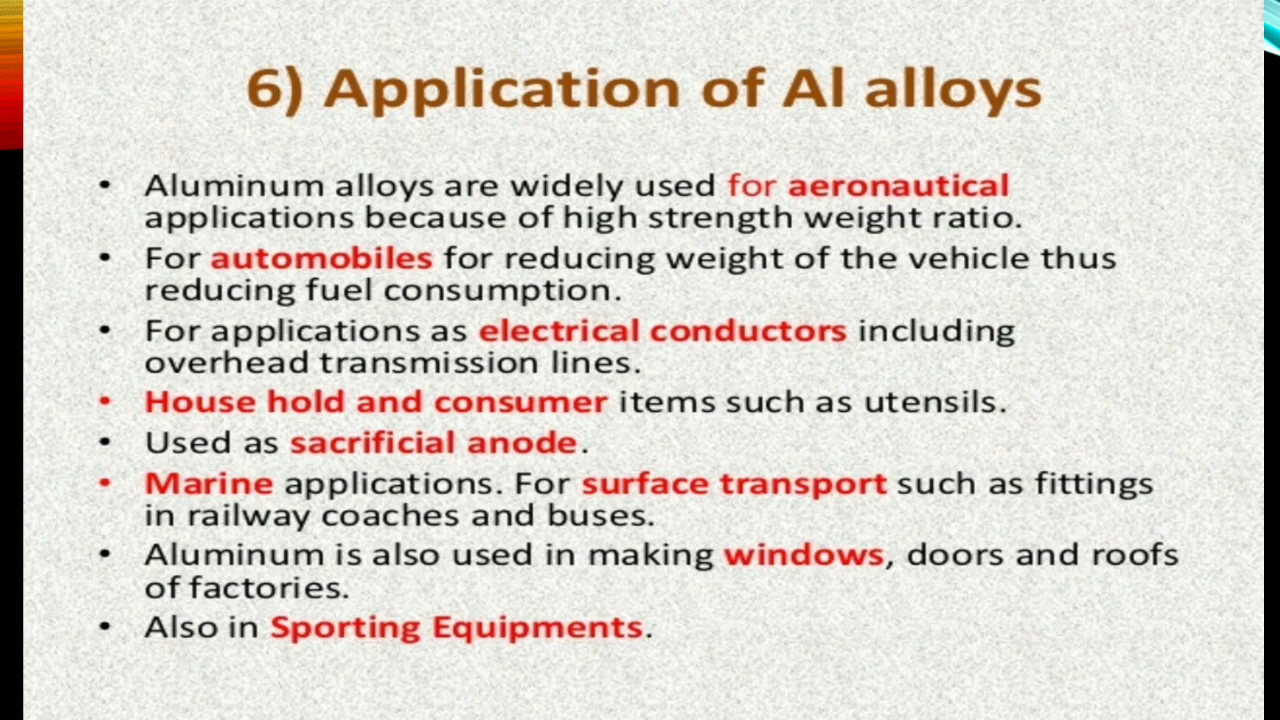 6) Application of Al alloys
• Aluminum alloys are widely used for aeronautical
applications because of high strength weight ratio.
• For automobiles for reducing weight of the vehicle thus
reducing fuel consumption.
• For applications as electrical conductors including
overhead transmission lines.
• House hold and consumer items such as utensils.
• Used as sacrificial anode.
• Marine applications. For surface transport such as fittings
in railway coaches and buses.
• Aluminum is also used in making windows, doors and roofs
of factories.
• Also in Sporting Equipments.